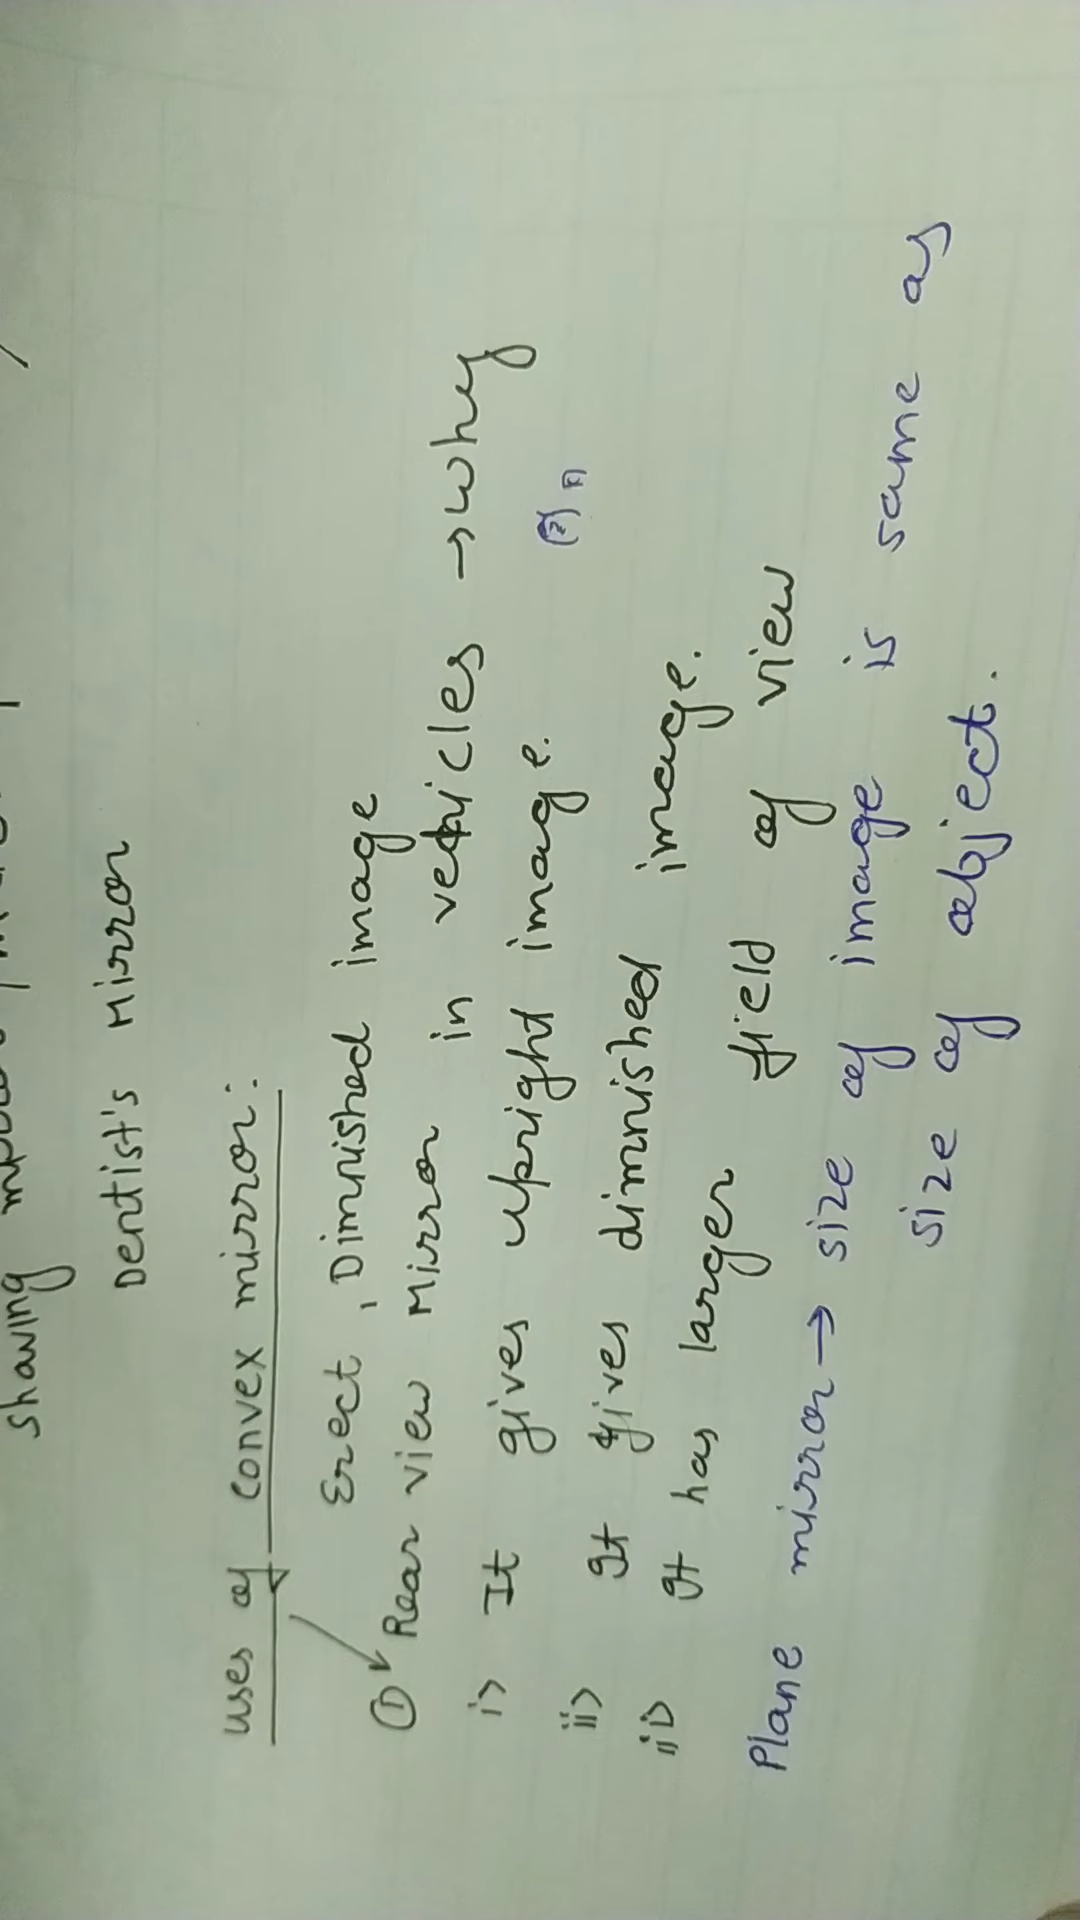 shaving
Dentist's Mirror
uses of convex mirror:
Erect, Diminished image
① Rear view Mirror in vehicles → why
i> It gives upright image.
ii> It gives diminished image.
iii> It has larger field of view
Plane mirror → size of image is same as
size of object.